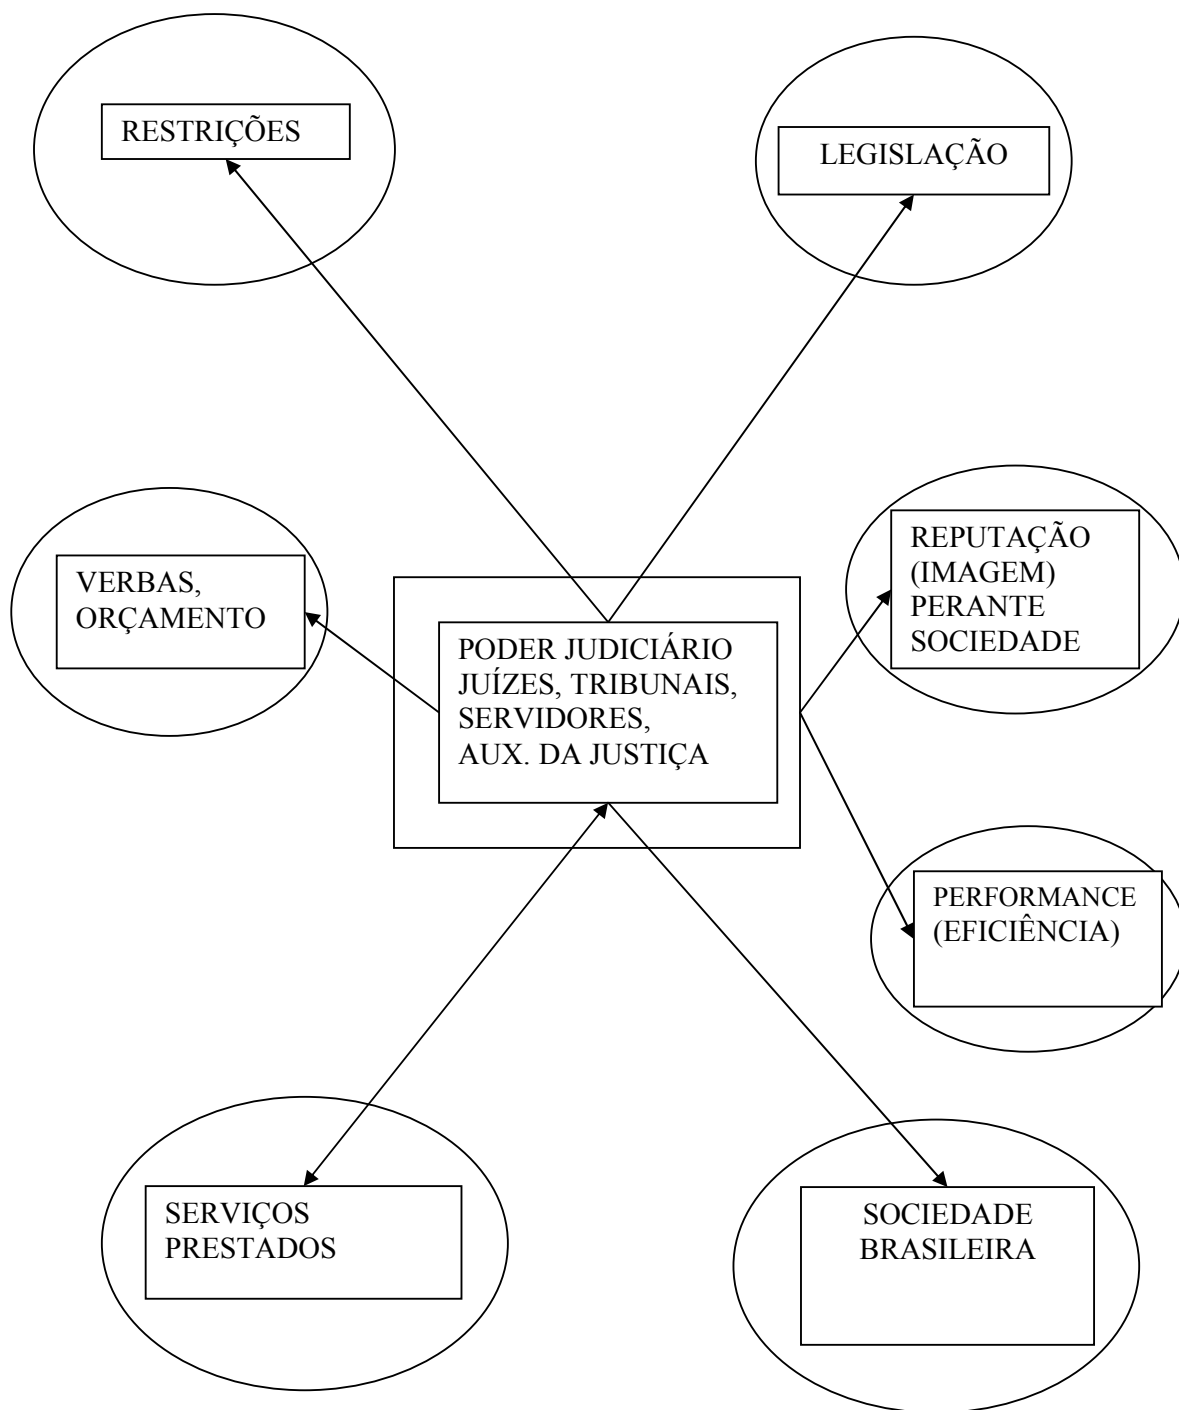 RESTRIÇÕES
LEGISLAÇÃO
VERBAS,
ORÇAMENTO
PODER JUDICIÁRIO
JUÍZES, TRIBUNAIS,
SERVIDORES,
AUX. DA JUSTIÇA
REPUTAÇÃO
(IMAGEM)
PERANTE
SOCIEDADE
PERFORMANCE
(EFICIÊNCIA)
SERVIÇOS
PRESTADOS
SOCIEDADE
BRASILEIRA